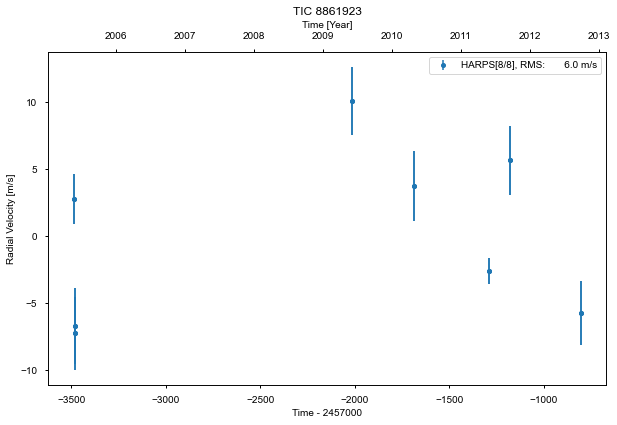 TIC 8861923
Time [Year]
2006 2007 2008 2009 2010 2011 2012 2013
HARPS[8/8], RMS: 6.0 m/s
Radial Velocity [m/s]
10
5
0
−5
−10
−3500 −3000 −2500 −2000 −1500 −1000
Time - 2457000